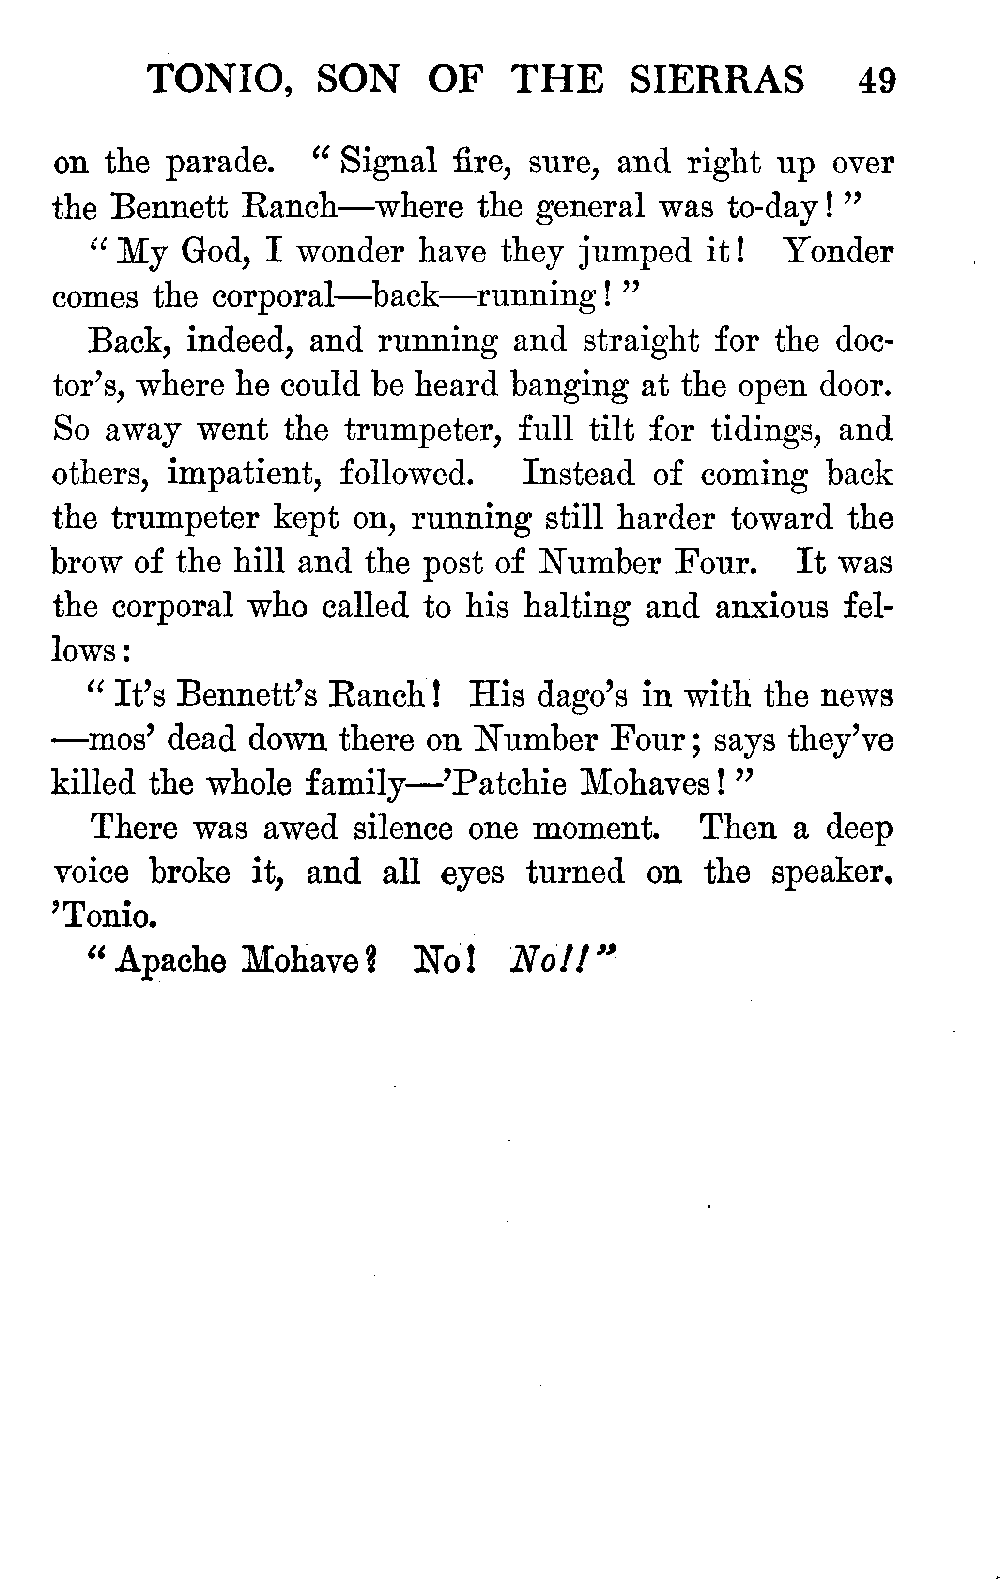 TONIO, SON OF THE SIERRAS 49
on the parade. “ Signal fire, sure, and right up over
the Bennett Ranch—where the general was to-day! ”
“ My God, I wonder have they jumped it! Yonder
comes the corporal—back—running! ”
Back, indeed, and running and straight for the doc-
tor’s, where he could be heard banging at the open door.
So away went the trumpeter, full tilt for tidings, and
others, impatient, followed. Instead of coming back
the trumpeter kept on, running still harder toward the
brow of the hill and the post of Number Four. It was
the corporal who called to his halting and anxious fel-
lows:
“ It’s Bennett’s Ranch! His dago’s in with the news
—mos’ dead down there on Number Four; says they’ve
killed the whole family—’Patchie Mohaves! ”
There was awed silence one moment. Then a deep
voice broke it, and all eyes turned on the speaker.
’Tonio.
“ Apache Mohave? No! No!! ”